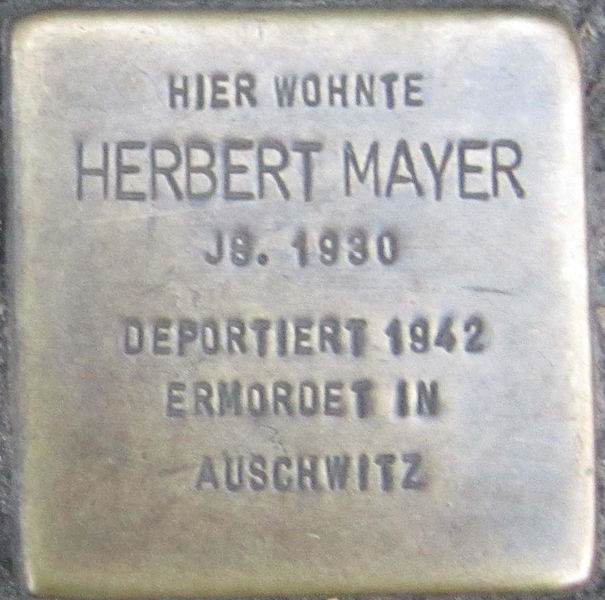 HIER WOHNTE
HERBERT MAYER
JG. 1930
DEPORTIERT 1942
ERMORDET IN
AUSCHWITZ